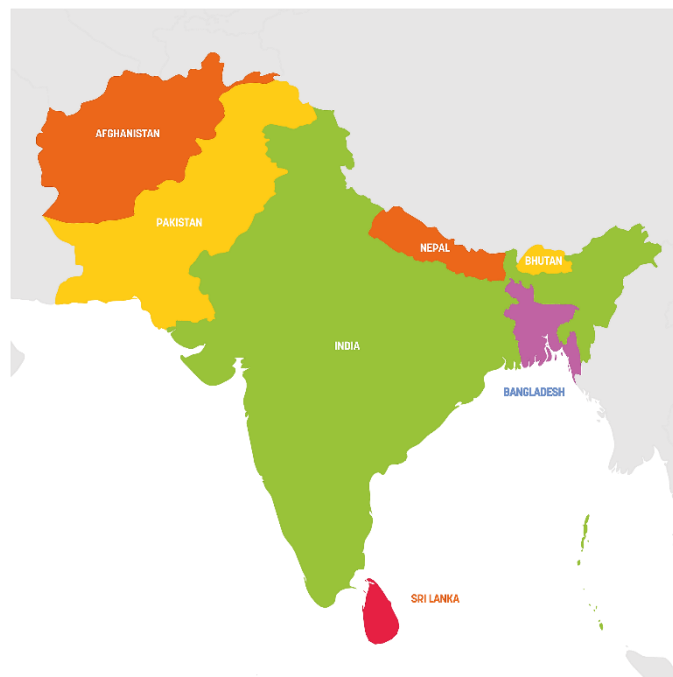 AFGHANISTAN
PAKISTAN
NEPAL
BHUTAN
INDIA
BANGLADESH
SRI LANKA